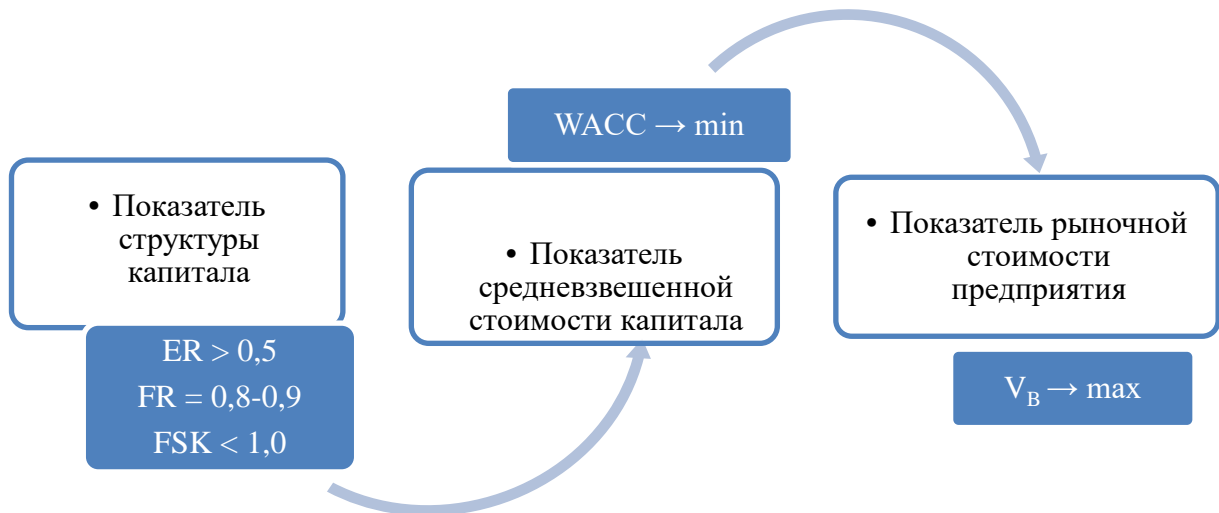 • Показатель
структуры
капитала
ER > 0,5
FR = 0,8-0,9
FSK < 1,0
WACC → min
• Показатель
средневзвешенной
стоимости капитала
• Показатель рыночной
стоимости
предприятия
V_B → max